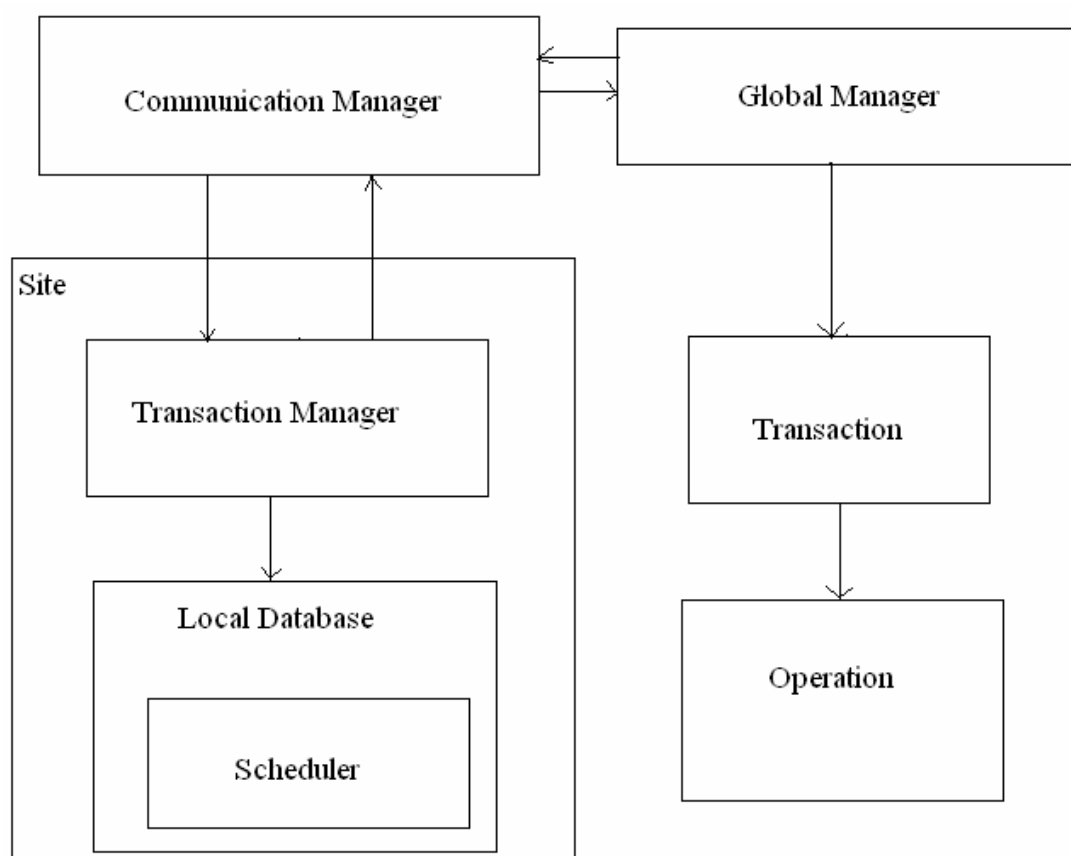 Communication Manager
Global Manager
Site
Transaction Manager
Transaction
Local Database
Operation
Scheduler